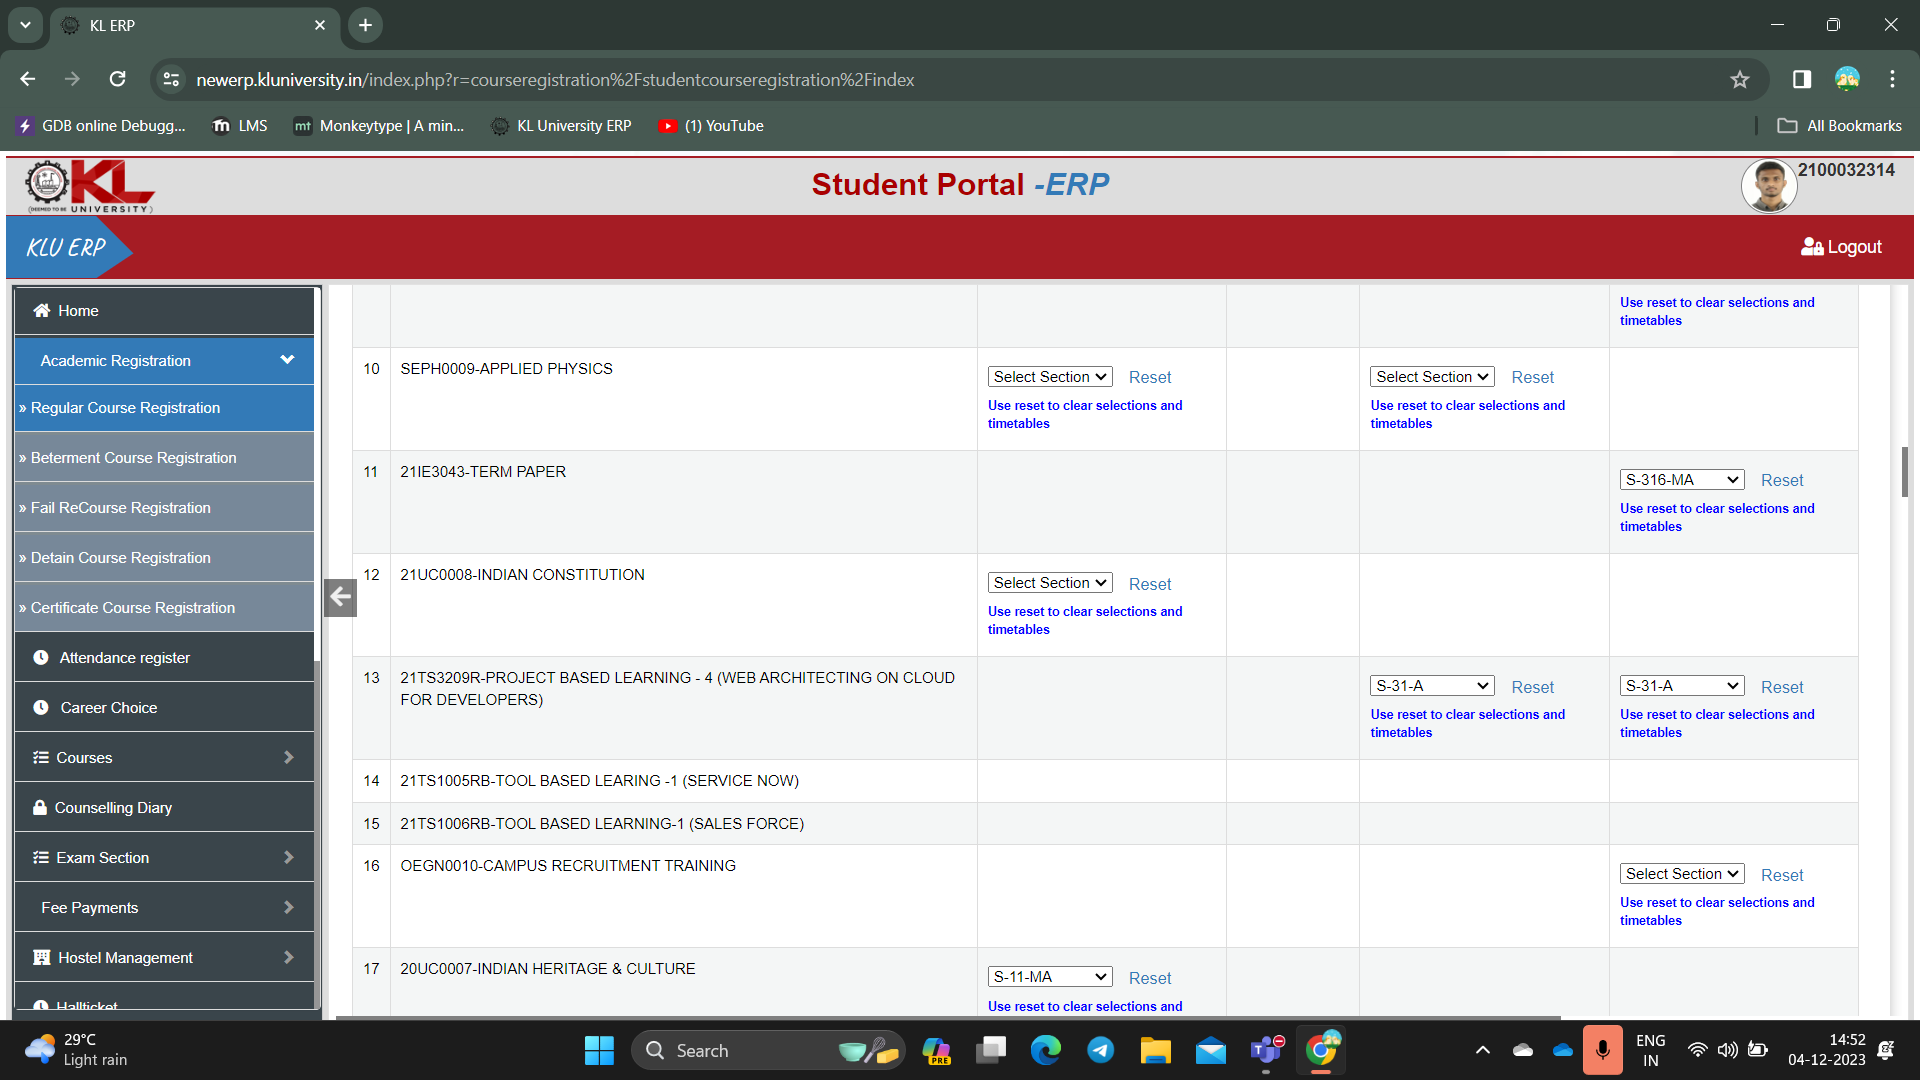 KL ERP
newerp.kluniversity.in/index.php?r=courseregistration%2Fstudentcourseregistration%2Findex
GDB online Debugg...
LMS
mt
Monkeytype | A min...
KL University ERP
(1) YouTube
All Bookmarks
KL
(DEEMED TO BE UNIVERSITY)
Student Portal -ERP
2100032314
KLU ERP
Logout
Home
Academic Registration
» Regular Course Registration
» Beterment Course Registration
» Fail ReCourse Registration
» Detain Course Registration
» Certificate Course Registration
Attendance register
Career Choice
Courses
Counselling Diary
Exam Section
Fee Payments
Hostel Management
Hallticket
Use reset to clear selections and
timetables
10 SEPH0009-APPLIED PHYSICS
Select Section Reset
Use reset to clear selections and
timetables
Select Section Reset
Use reset to clear selections and
timetables
11 21IE3043-TERM PAPER
S-316-MA Reset
Use reset to clear selections and
timetables
12 21UC0008-INDIAN CONSTITUTION
Select Section Reset
Use reset to clear selections and
timetables
13 21TS3209R-PROJECT BASED LEARNING - 4 (WEB ARCHITECTING ON CLOUD
FOR DEVELOPERS)
S-31-A Reset
Use reset to clear selections and
timetables
S-31-A Reset
Use reset to clear selections and
timetables
14 21TS1005RB-TOOL BASED LEARING -1 (SERVICE NOW)
15 21TS1006RB-TOOL BASED LEARNING-1 (SALES FORCE)
16 OEGN0010-CAMPUS RECRUITMENT TRAINING
Select Section Reset
Use reset to clear selections and
timetables
17 20UC0007-INDIAN HERITAGE & CULTURE
S-11-MA Reset
Use reset to clear selections and
29°C
Light rain
Search
PRE
ENG
IN
14:52
04-12-2023